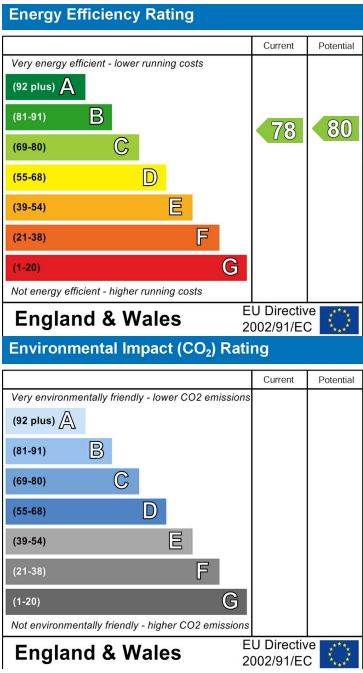 Energy Efficiency Rating
Current Potential
Very energy efficient - lower running costs
(92 plus) A
(81-91) B
(69-80) C
(55-68) D
(39-54) E
(21-38) F
(1-20) G
78 80
Not energy efficient - higher running costs
England & Wales
EU Directive
2002/91/EC
Environmental Impact (CO₂) Rating
Current Potential
Very environmentally friendly - lower CO2 emissions
(92 plus) A
(81-91) B
(69-80) C
(55-68) D
(39-54) E
(21-38) F
(1-20) G
Not environmentally friendly - higher CO2 emissions
England & Wales
EU Directive
2002/91/EC